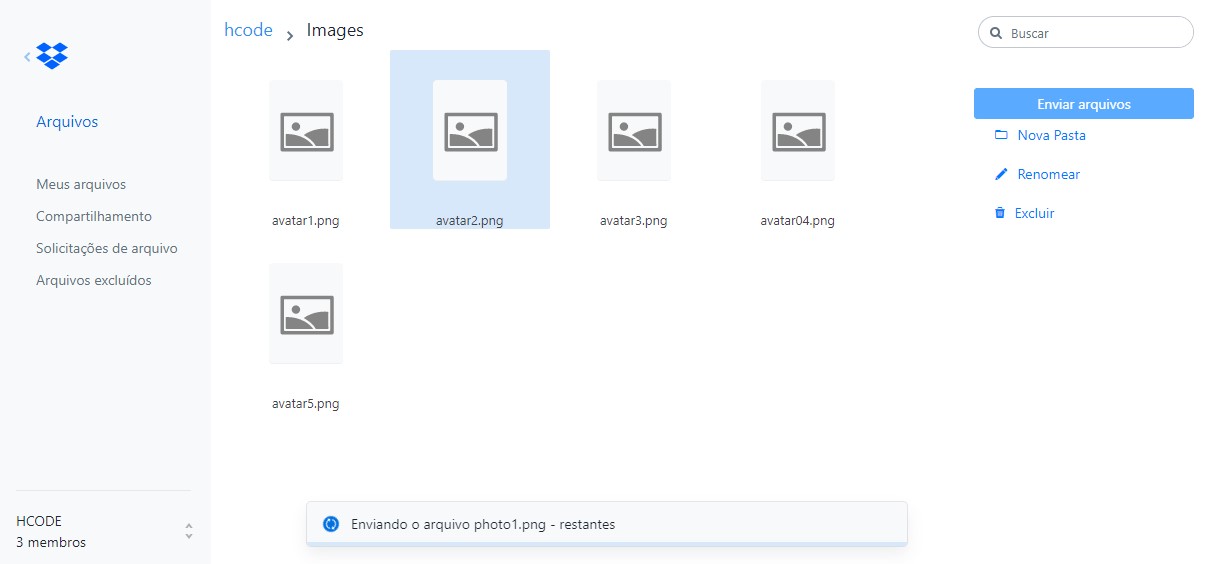 hcode > Images
Buscar
Arquivos
Meus arquivos
Compartilhamento
Solicitações de arquivo
Arquivos excluídos
avatar1.png
avatar2.png
avatar3.png
avatar04.png
avatar5.png
Enviar arquivos
Nova Pasta
Renomear
Excluir
Enviando o arquivo photo1.png - restantes
HCODE
3 membros